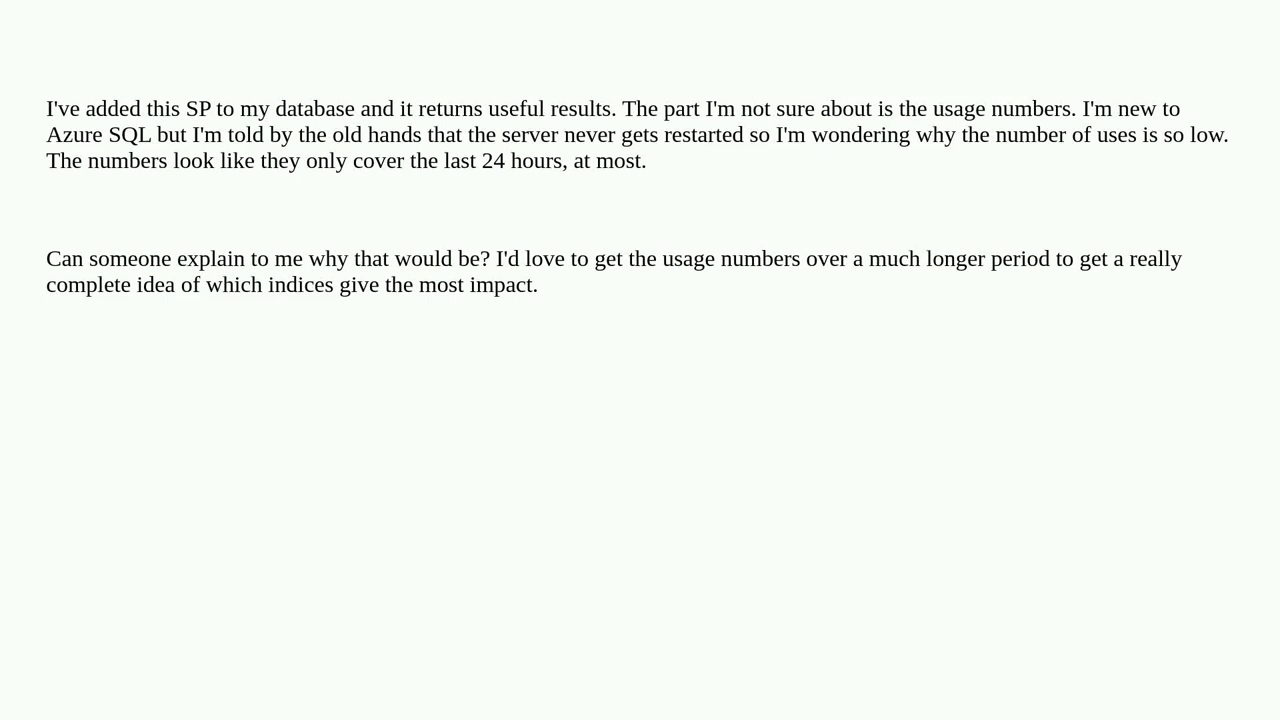 I've added this SP to my database and it returns useful results. The part I'm not sure about is the usage numbers. I'm new to
Azure SQL but I'm told by the old hands that the server never gets restarted so I'm wondering why the number of uses is so low.
The numbers look like they only cover the last 24 hours, at most.
Can someone explain to me why that would be? I'd love to get the usage numbers over a much longer period to get a really
complete idea of which indices give the most impact.